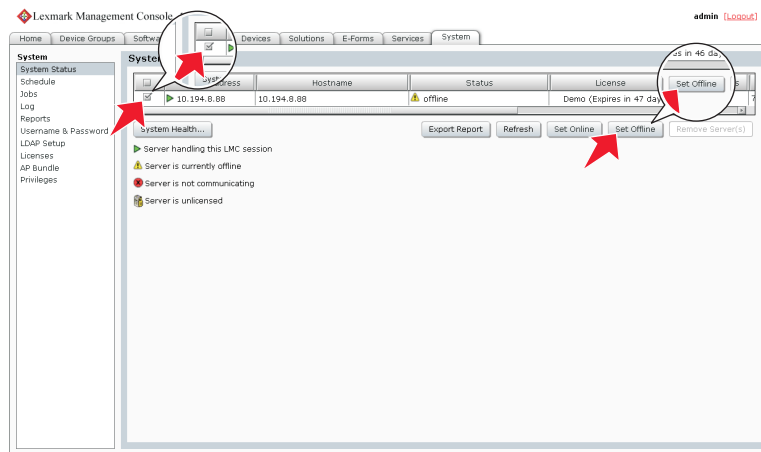 Lexmark Management Console
admin [Logout]
Home Device Groups Softwa Devices Solutions E-Forms Services System
System
System Status
Schedule
Jobs
Log
Reports
Username & Password
LDAP Setup
Licenses
AP Bundle
Privileges
Syste
Hostname Status License
10.194.8.88 10.194.8.88 offline Demo (Expires in 47 day
es in 46 day
Set Offline
System Health... Export Report Refresh Set Online Set Offline Remove Server(s)
Server handling this LMC session
Server is currently offline
Server is not communicating
Server is unlicensed